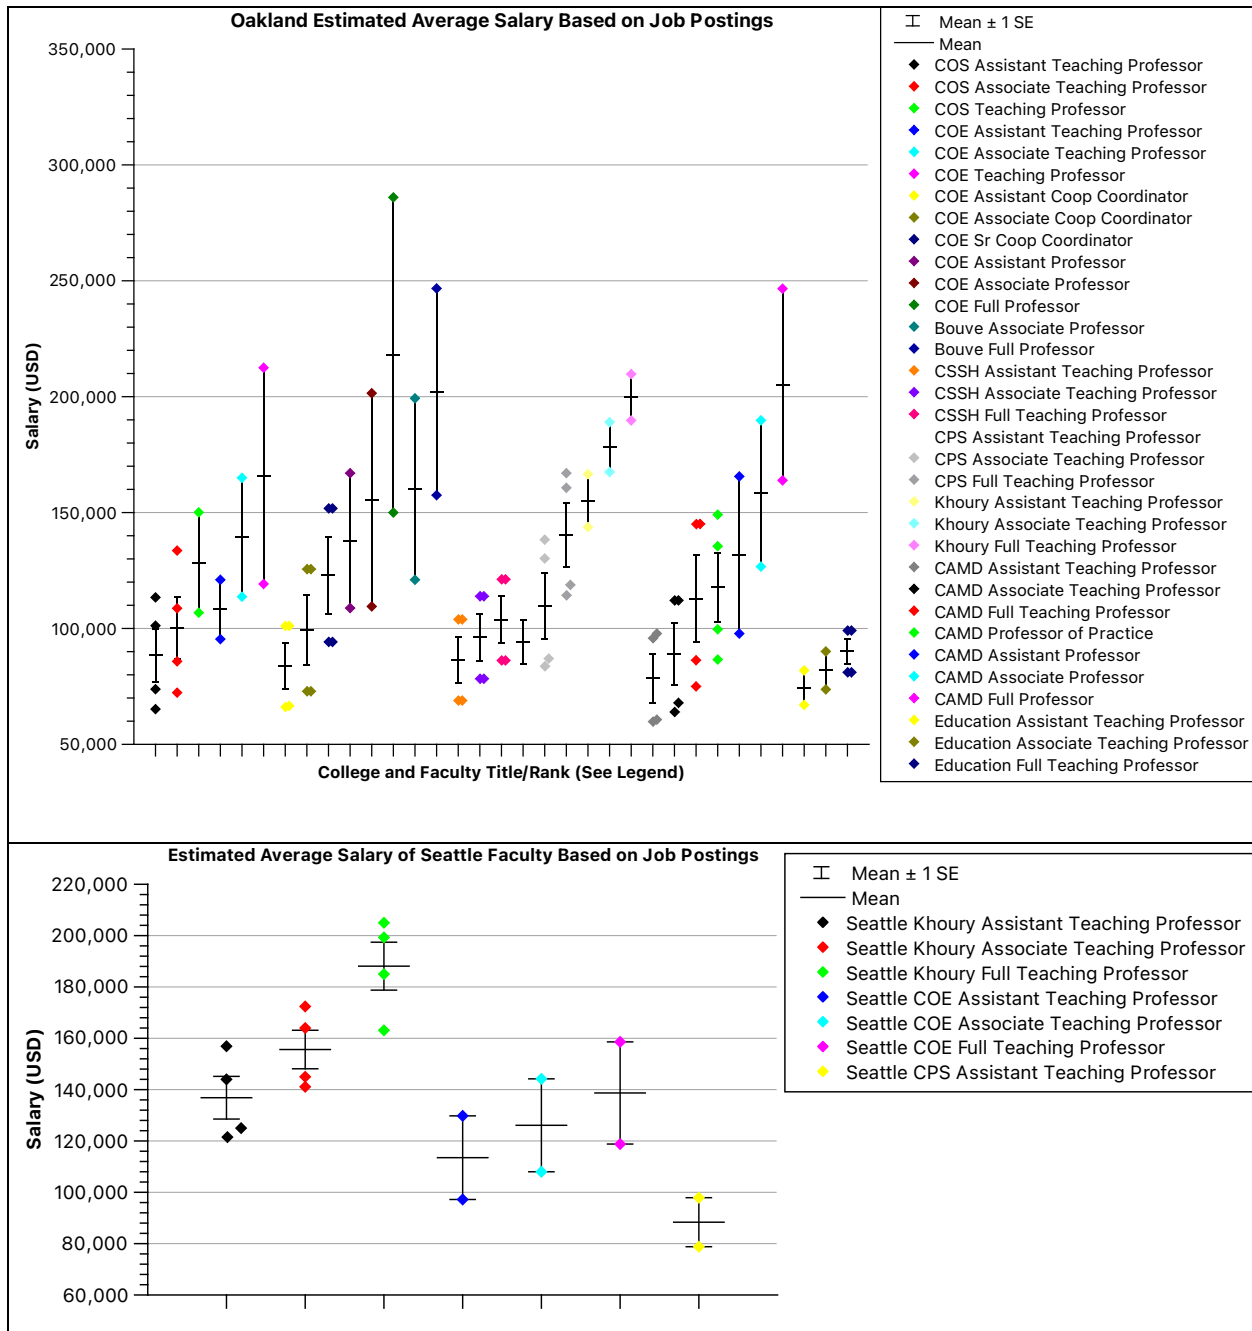 Oakland Estimated Average Salary Based on Job Postings
350,000
300,000
250,000
200,000
150,000
100,000
50,000
Salary (USD)
College and Faculty Title/Rank (See Legend)
Mean ± 1 SE
Mean
COS Assistant Teaching Professor
COS Associate Teaching Professor
COS Teaching Professor
COE Assistant Teaching Professor
COE Associate Teaching Professor
COE Teaching Professor
COE Assistant Coop Coordinator
COE Associate Coop Coordinator
COE Sr Coop Coordinator
COE Assistant Professor
COE Associate Professor
COE Full Professor
Bouve Associate Professor
Bouve Full Professor
CSSH Assistant Teaching Professor
CSSH Associate Teaching Professor
CSSH Full Teaching Professor
CPS Assistant Teaching Professor
CPS Associate Teaching Professor
CPS Full Teaching Professor
Khoury Assistant Teaching Professor
Khoury Associate Teaching Professor
Khoury Full Teaching Professor
CAMD Assistant Teaching Professor
CAMD Associate Teaching Professor
CAMD Full Teaching Professor
CAMD Professor of Practice
CAMD Assistant Professor
CAMD Associate Professor
CAMD Full Professor
Education Assistant Teaching Professor
Education Associate Teaching Professor
Education Full Teaching Professor
Estimated Average Salary of Seattle Faculty Based on Job Postings
220,000
200,000
180,000
160,000
140,000
120,000
100,000
80,000
60,000
Salary (USD)
Mean ± 1 SE
Mean
Seattle Khoury Assistant Teaching Professor
Seattle Khoury Associate Teaching Professor
Seattle Khoury Full Teaching Professor
Seattle COE Assistant Teaching Professor
Seattle COE Associate Teaching Professor
Seattle COE Full Teaching Professor
Seattle CPS Assistant Teaching Professor